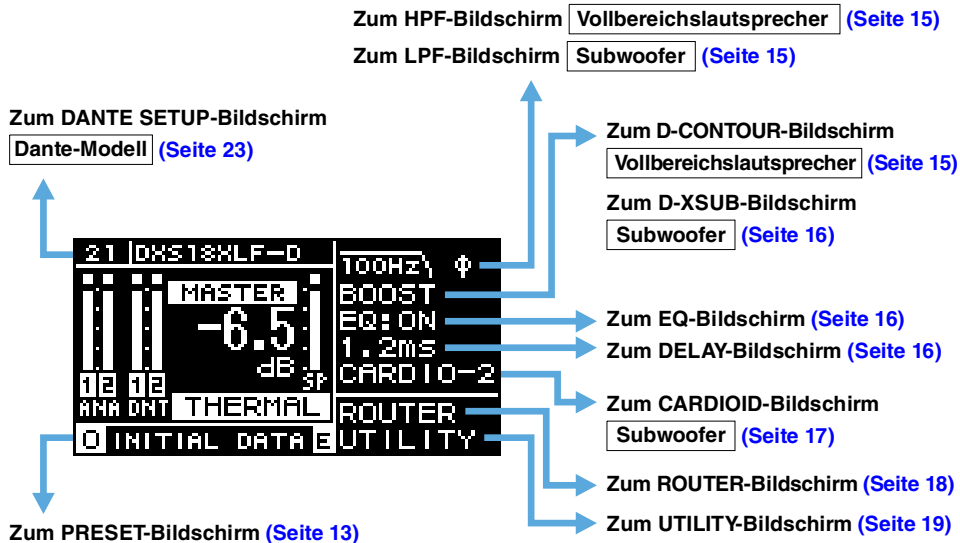 Zum HPF-Bildschirm Vollbereichslautsprecher (Seite 15)
Zum LPF-Bildschirm Subwoofer (Seite 15)
Zum DANTE SETUP-Bildschirm
Dante-Modell (Seite 23)
Zum D-CONTOUR-Bildschirm
Vollbereichslautsprecher (Seite 15)
Zum D-XSUB-Bildschirm
Subwoofer (Seite 16)
21 DXS18XLF-D
100Hz ϕ
MASTER
BOOST
-6.5
EQ:ON
dB
1.2ms
SP
CARDIO-2
1 2 1 2
ANA DNT
THERMAL
ROUTER
0 INITIAL DATA E
UTILITY
Zum EQ-Bildschirm (Seite 16)
Zum DELAY-Bildschirm (Seite 16)
Zum CARDIOID-Bildschirm
Subwoofer (Seite 17)
Zum ROUTER-Bildschirm (Seite 18)
Zum UTILITY-Bildschirm (Seite 19)
Zum PRESET-Bildschirm (Seite 13)